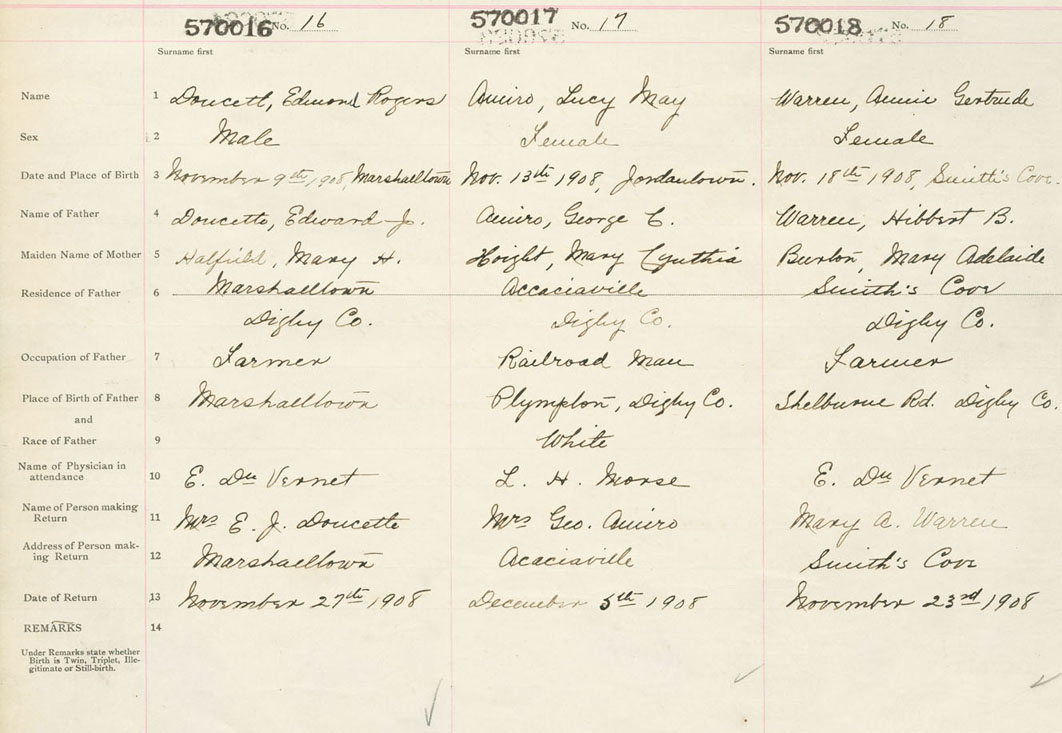 570016 No. 16 570017 No. 17 570018 No. 18
Surname first Surname first Surname first
Name 1 Doucett, Edmond Rogers Amiro, Lucy May Warren, Annie Gertrude
Sex 2 Male Female Female
Date and Place of Birth 3 November 9th 1908, Marshalltown Nov. 13th 1908, Jordantown. Nov. 18th 1908, Smith's Cove.
Name of Father 4 Doucette, Edward Jr. Amiro, George C. Warren, Hibbert B.
Maiden Name of Mother 5 Hatfield, Mary H. Hoight, Mary Cynthia Burton, Mary Adelaide
Residence of Father 6 Marshalltown Accaciaville Smith's Cove
Digby Co. Digby Co. Digby Co.
Occupation of Father 7 Farmer Railroad Man Farmer
Place of Birth of Father 8 Marshalltown Plympton, Digby Co. Shelburne Rd. Digby Co.
and
Race of Father 9 White
Name of Physician in
attendance 10 E. Du Vernet L. H. Morse E. Du Vernet
Name of Person making
Return 11 Mrs E. J. Doucette Mrs Geo. Amiro Mary A. Warren
Address of Person mak-
ing Return 12 Marshalltown Acaciaville Smith's Cove
Date of Return 13 November 27th 1908 December 5th 1908 November 23rd 1908
REMARKS 14
Under Remarks state whether
Birth is Twin, Triplet, Ille-
gitimate or Still-birth.